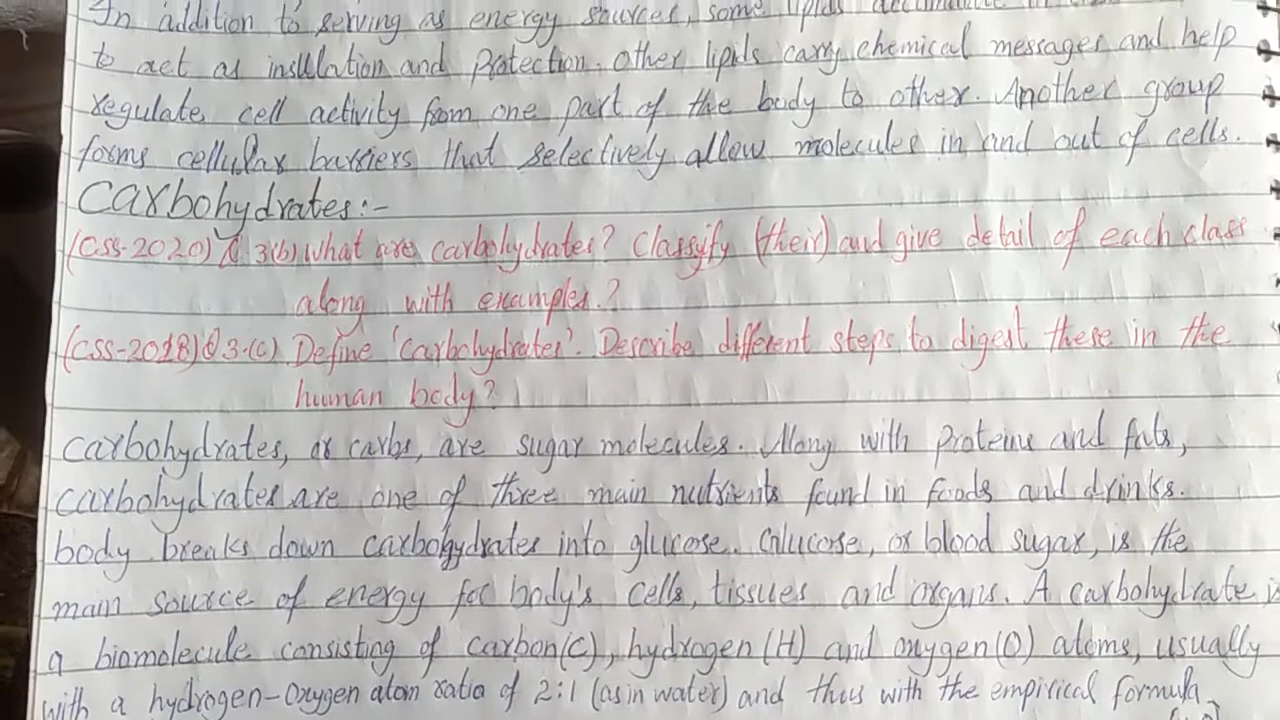 In addition to serving as energy sources, some lipids
to act as insulation and Protection. Other lipids carry chemical messages and help
regulate cell activity from one part of the body to other. Another group
forms cellular barriers that selectively allow molecules in and out of cells.
Carbohydrates:-
(CSS-2020) Q 3(b) What are carbohydrates? Classify (their) and give detail of each class
along with examples.?
(CSS-2018) Q 3-(c) Define 'Carbohydrates'. Describe different steps to digest these in the
human body?
Carbohydrates, or carbs, are sugar molecules. Along with Proteins and fats,
carbohydrates are one of three main nutrients found in foods and drinks.
body breaks down carbohydrates into glucose. Glucose, or blood sugar, is the
main source of energy for body's cells, tissues and organs. A carbohydrate is
a biomolecule consisting of carbon(C), hydrogen (H) and oxygen(O) atoms, usually
with a hydrogen-Oxygen atom ratio of 2:1 (as in water) and thus with the empirical formula